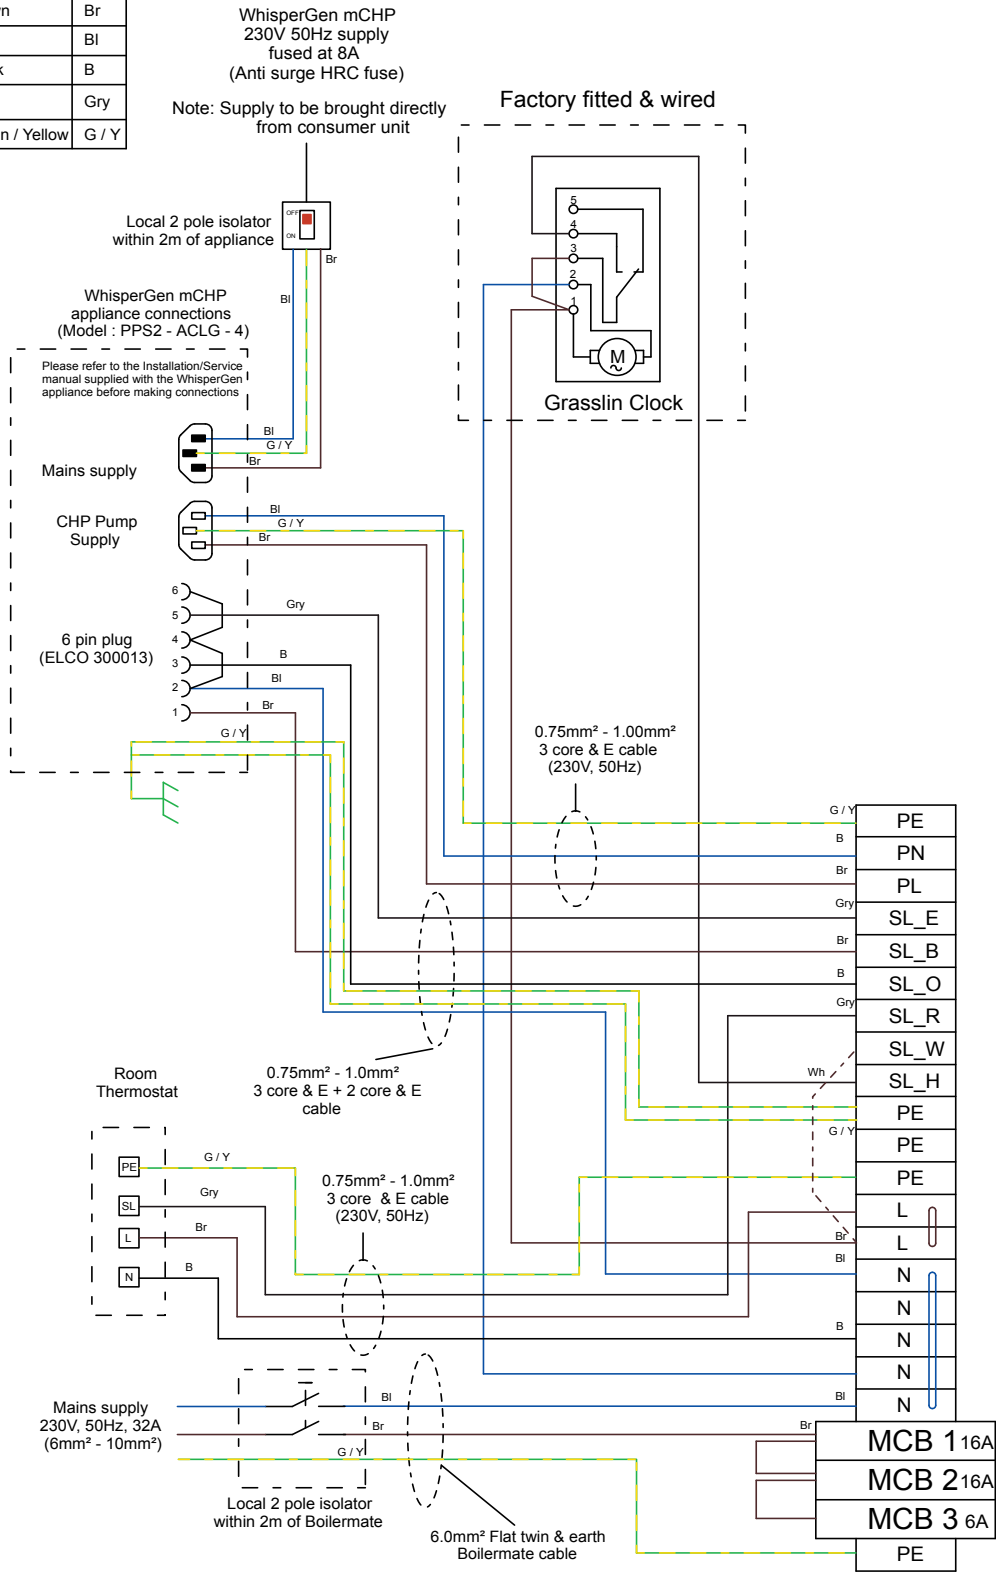 Br
Bl
B
Gry
n / Yellow G / Y
WhisperGen mCHP
230V 50Hz supply
fused at 8A
(Anti surge HRC fuse)
Note: Supply to be brought directly
from consumer unit
Factory fitted & wired
OFF
ON
Local 2 pole isolator
within 2m of appliance
Br
Bl
5
4
3
2
1
M
Grasslin Clock
WhisperGen mCHP
appliance connections
(Model : PPS2 - ACLG - 4)
Please refer to the Installation/Service
manual supplied with the WhisperGen
appliance before making connections
Mains supply
Bl
G / Y
Br
CHP Pump
Supply
Bl
G / Y
Br
6 pin plug
(ELCO 300013)
6
5
4
3
2
1
Gry
B
Bl
Br
G / Y
0.75mm² - 1.00mm²
3 core & E cable
(230V, 50Hz)
0.75mm² - 1.0mm²
3 core & E + 2 core & E
cable
G / Y PE
B PN
Br PL
Gry SL_E
Br SL_B
B SL_O
Gry SL_R
SL_W
Wh SL_H
PE
G / Y PE
PE
L
Br L
Bl N
N
B N
N
Bl N
Br MCB 1 16A
MCB 2 16A
MCB 3 6A
PE
Room
Thermostat
PE G / Y
SL Gry
L Br
N B
0.75mm² - 1.0mm²
3 core & E cable
(230V, 50Hz)
Mains supply
230V, 50Hz, 32A
(6mm² - 10mm²)
Bl
Br
G / Y
Local 2 pole isolator
within 2m of Boilermate
6.0mm² Flat twin & earth
Boilermate cable